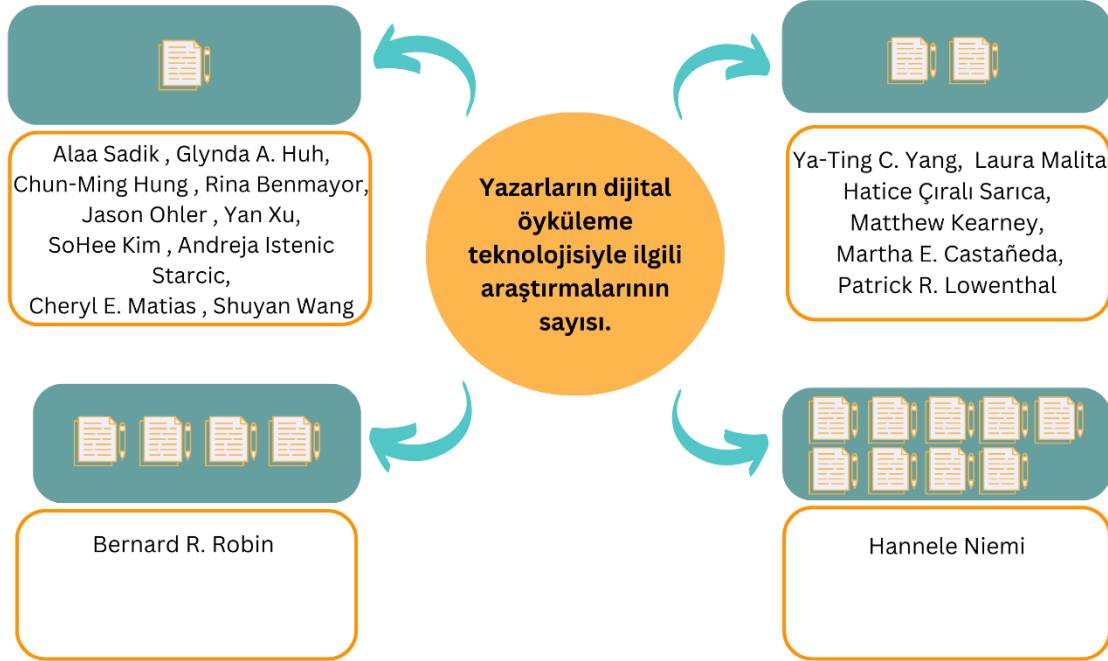 Alaa Sadik , Glynda A. Huh,
Chun-Ming Hung , Rina Benmayor,
Jason Ohler , Yan Xu,
SoHee Kim , Andreja Istenic
Starcic,
Cheryl E. Matias , Shuyan Wang
Yazarların dijital
öyküleme
teknolojisiyle ilgili
araştırmalarının
sayısı.
Ya-Ting C. Yang, Laura Malita
Hatice Çıralı Sarıca,
Matthew Kearney,
Martha E. Castañeda,
Patrick R. Lowenthal
Bernard R. Robin
Hannele Niemi